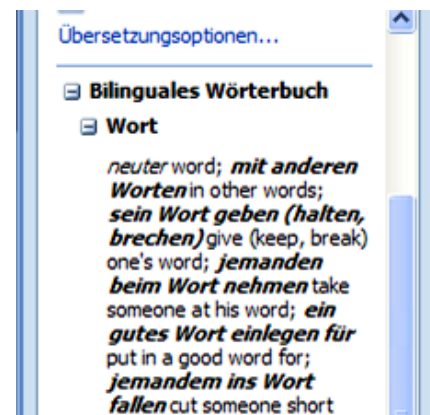 Übersetzungsoptionen...
Bilinguales Wörterbuch
Wort
neuter word; mit anderen
Worten in other words;
sein Wort geben (halten,
brechen) give (keep, break)
one's word; jemanden
beim Wort nehmen take
someone at his word; ein
gutes Wort einlegen für
put in a good word for;
jemandem ins Wort
fallen cut someone short